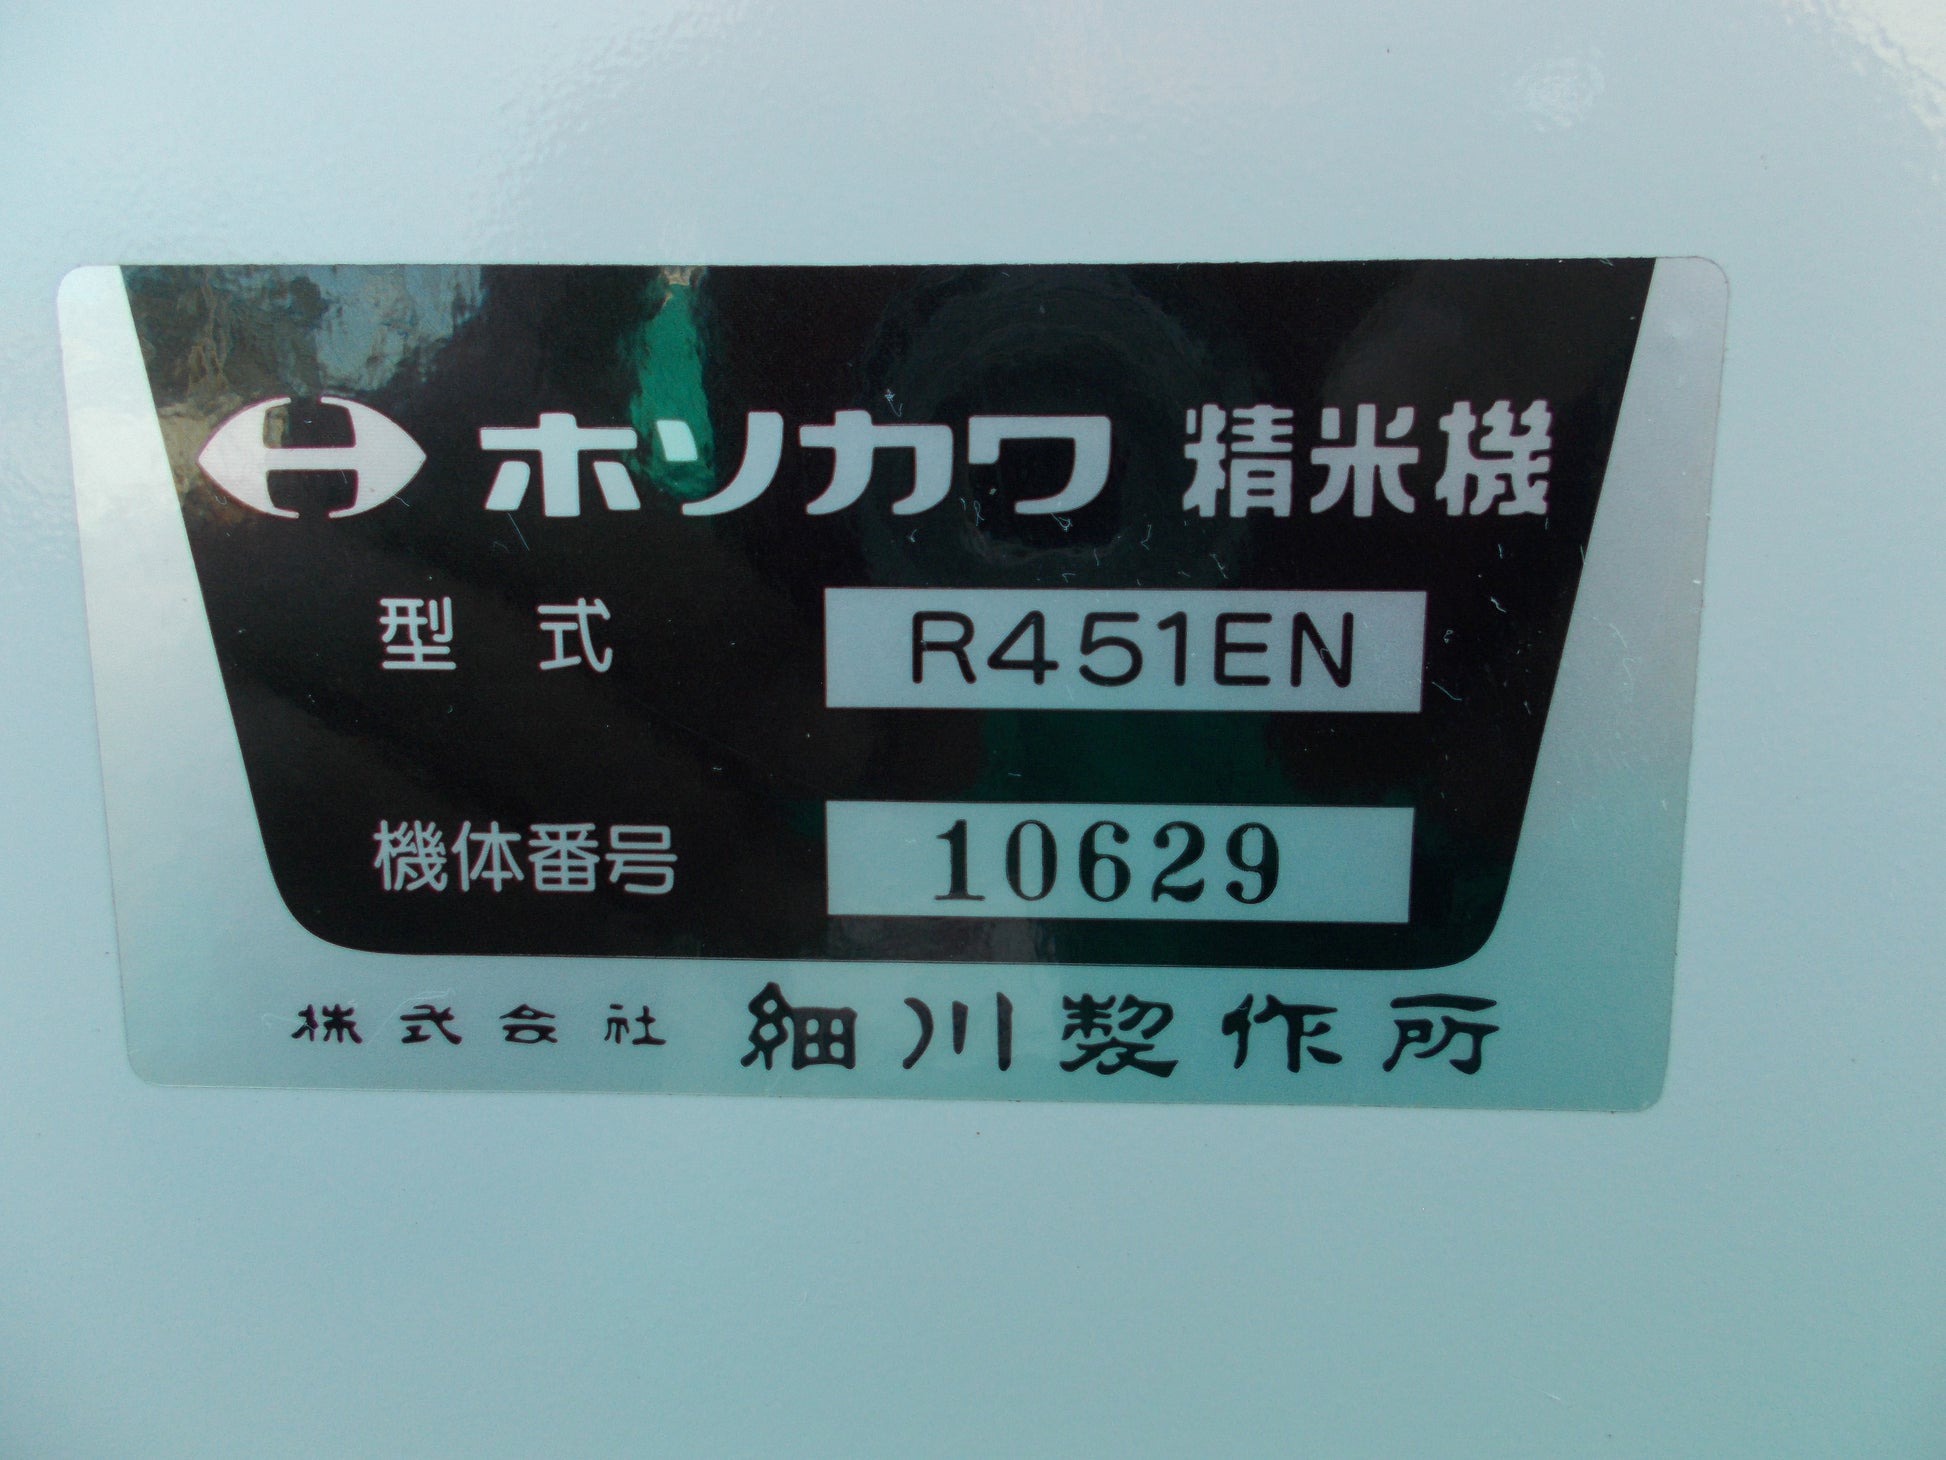 ホソカワ 精米機
型式 R451EN
機体番号 10629
株式会社 細川製作所